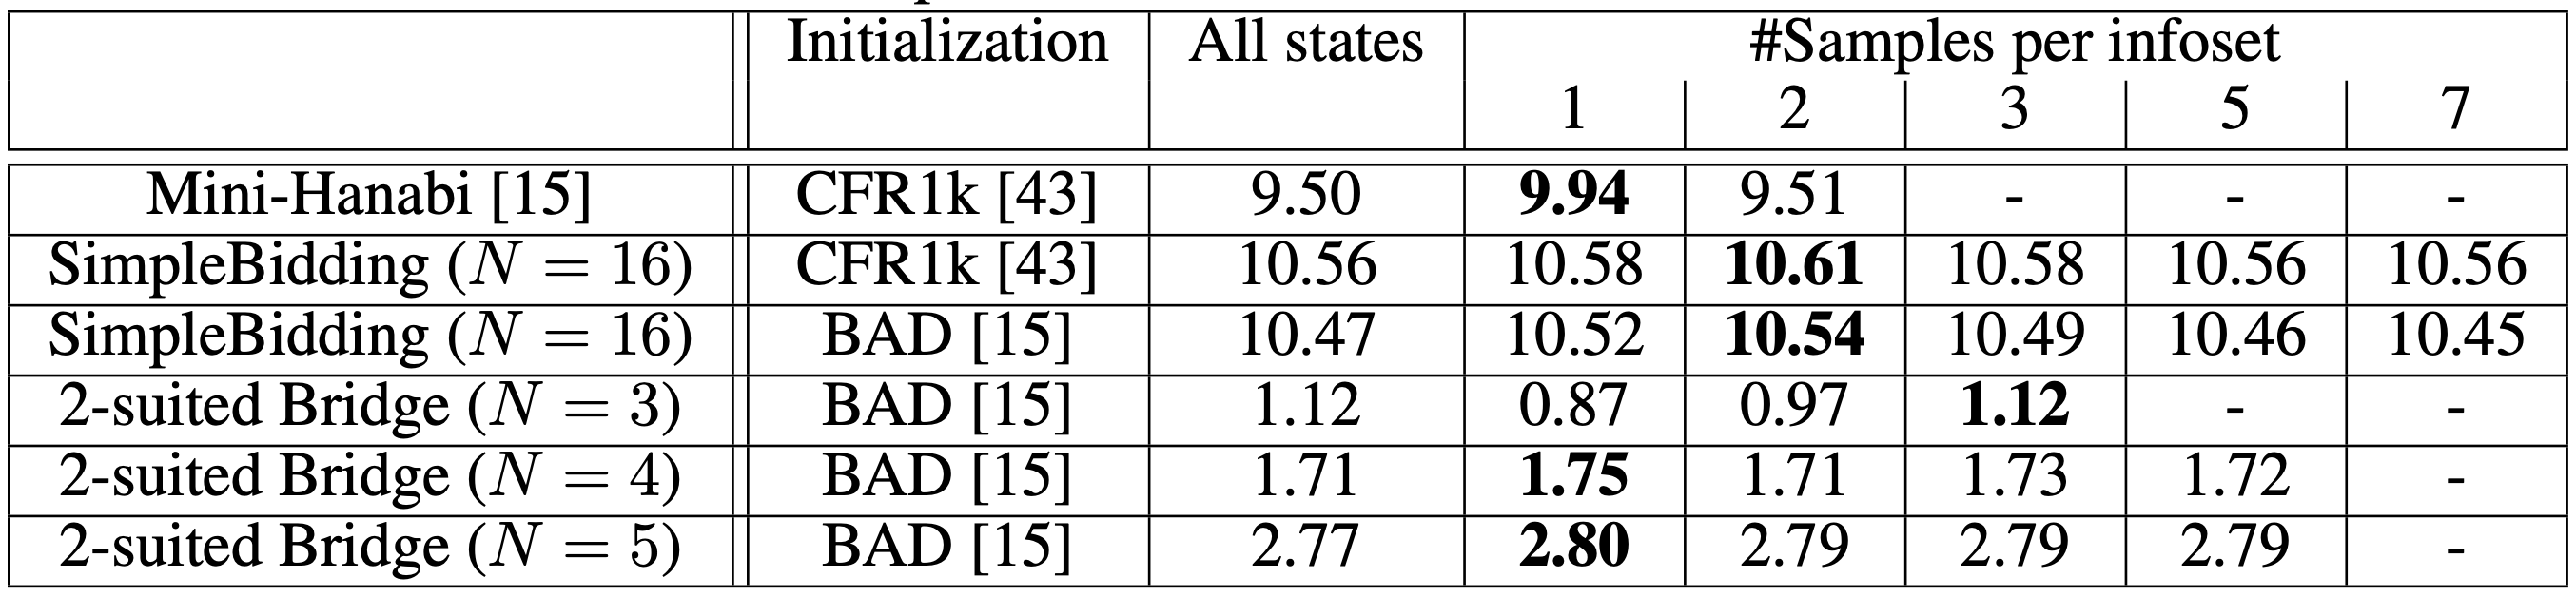 Initialization All states #Samples per infoset
1 2 3 5 7
Mini-Hanabi [15] CFR1k [43] 9.50 9.94 9.51 - - -
SimpleBidding (N = 16) CFR1k [43] 10.56 10.58 10.61 10.58 10.56 10.56
SimpleBidding (N = 16) BAD [15] 10.47 10.52 10.54 10.49 10.46 10.45
2-suited Bridge (N = 3) BAD [15] 1.12 0.87 0.97 1.12 - -
2-suited Bridge (N = 4) BAD [15] 1.71 1.75 1.71 1.73 1.72 -
2-suited Bridge (N = 5) BAD [15] 2.77 2.80 2.79 2.79 2.79 -